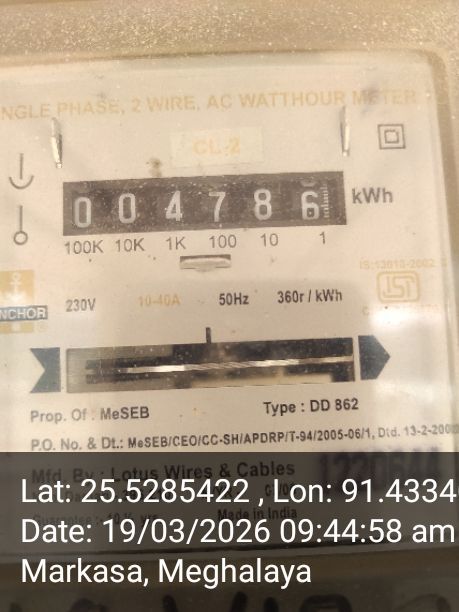 NGLE PHASE, 2 WIRE, AC WATTHOUR METER
CL-2
004786 kWh
100K 10K 1K 100 10 1
IS:13010-2002
NCHOR
230V 10-40A 50Hz 360r / kWh
Prop. Of : MeSEB Type : DD 862
P.O. No. & Dt.: MeSEB/CEO/CC-SH/APDRP/T-94/2005-06/1, Dtd. 13-2-200
Mfd. By : Lotus Wires & Cables
Made in India
Lat: 25.5285422 , Lon: 91.4334
Date: 19/03/2026 09:44:58 am
Markasa, Meghalaya